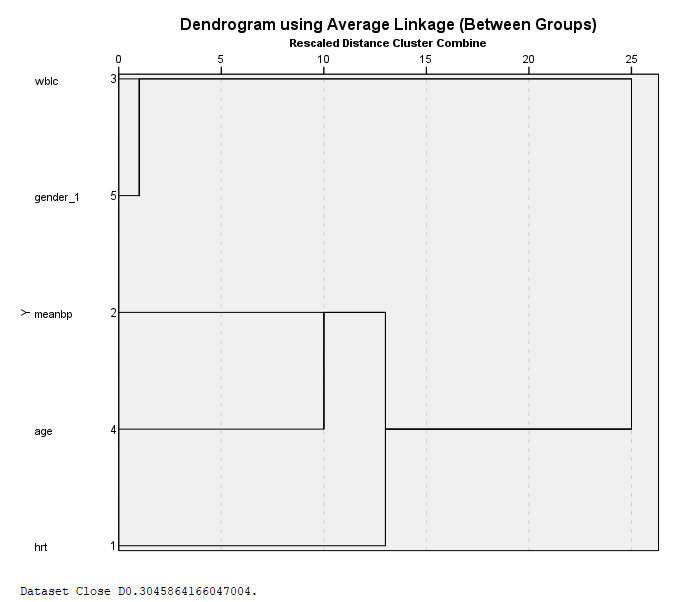 Dendrogram using Average Linkage (Between Groups)
Rescaled Distance Cluster Combine
0 5 10 15 20 25
wblc 3
gender_1 5
Y
meanbp 2
age 4
hrt 1
Dataset Close D0.3045864166047004.